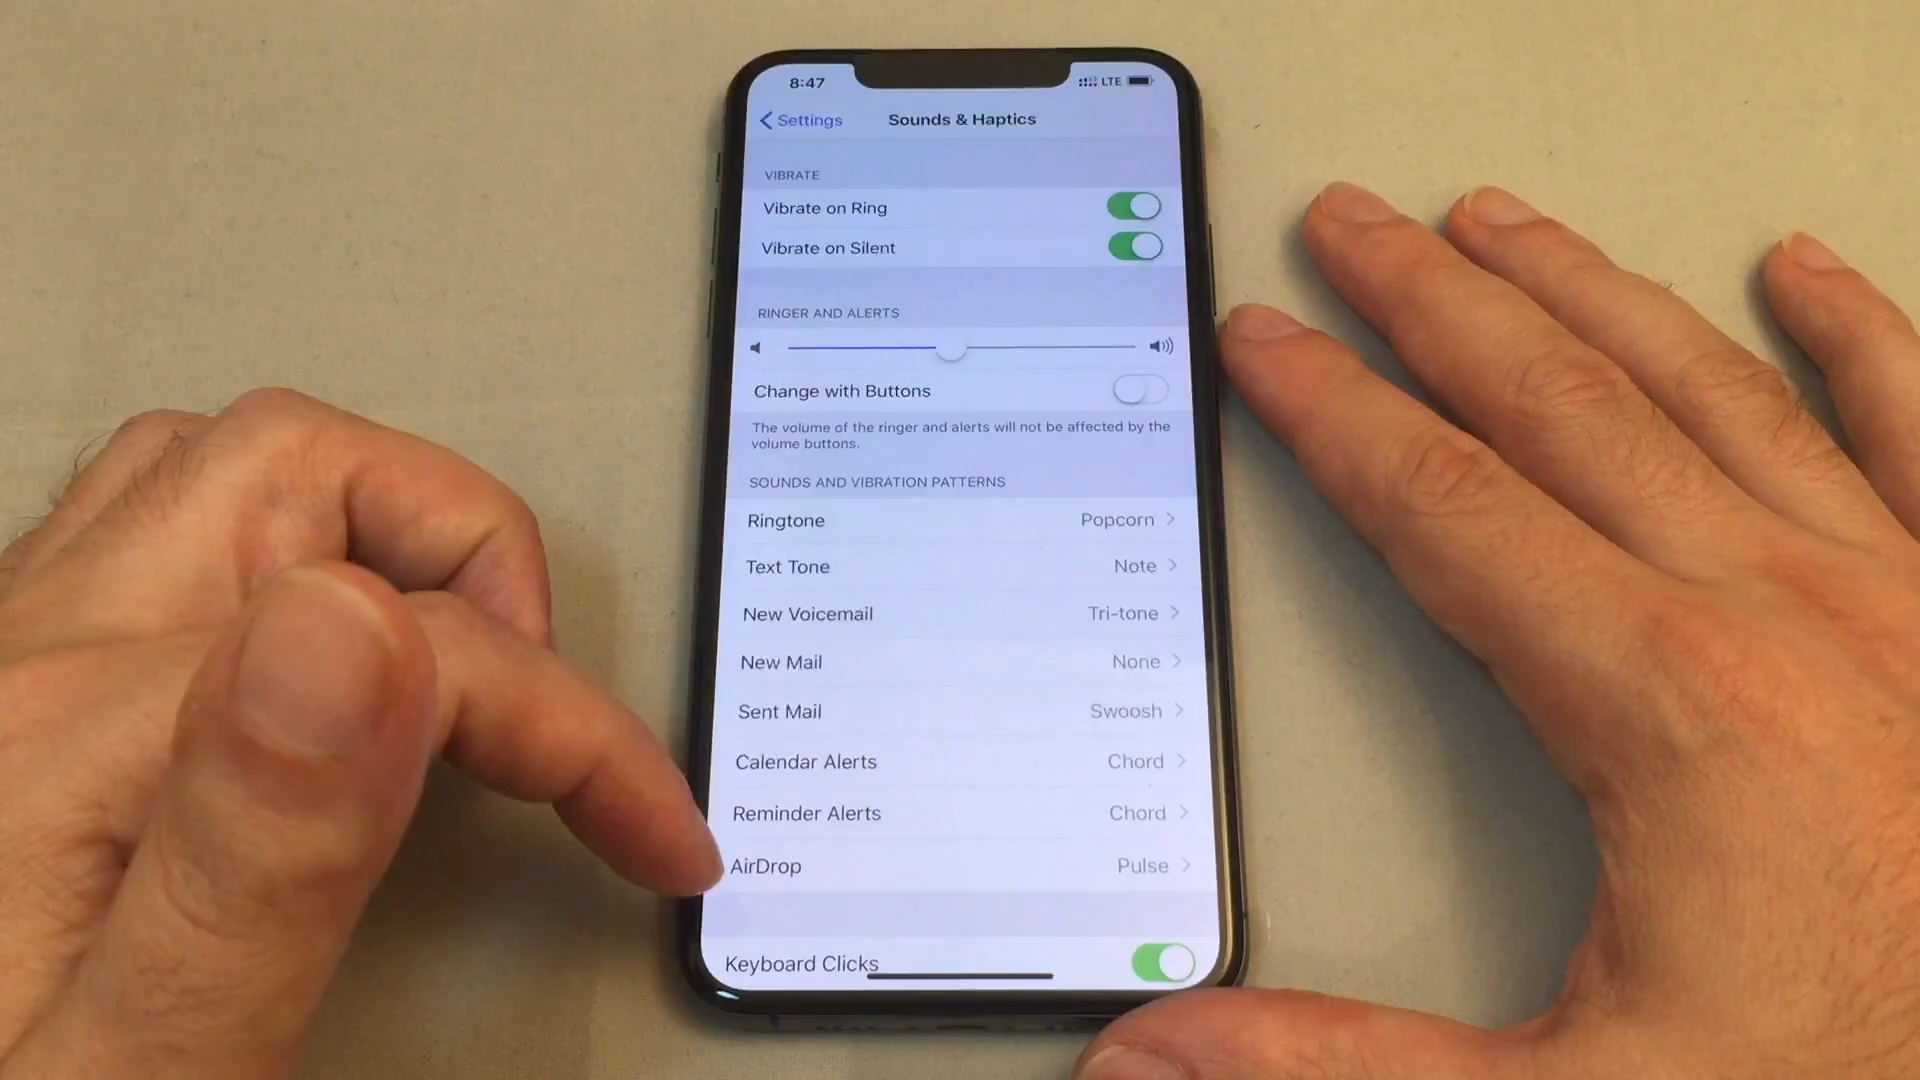 8:47
LTE
Settings
Sounds & Haptics
VIBRATE
Vibrate on Ring
Vibrate on Silent
RINGER AND ALERTS
Change with Buttons
The volume of the ringer and alerts will not be affected by the
volume buttons.
SOUNDS AND VIBRATION PATTERNS
Ringtone Popcorn
Text Tone Note
New Voicemail Tri-tone
New Mail None
Sent Mail Swoosh
Calendar Alerts Chord
Reminder Alerts Chord
AirDrop Pulse
Keyboard Clicks